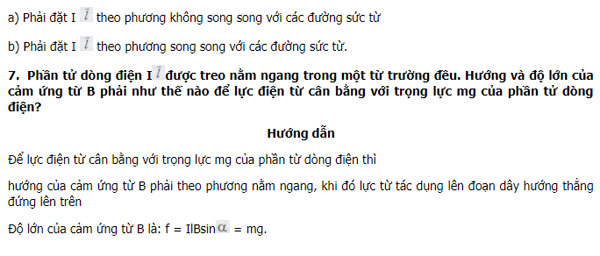 a) Phải đặt I l theo phương không song song với các đường sức từ
b) Phải đặt I l theo phương song song với các đường sức từ.
7. Phần tử dòng điện I l được treo nằm ngang trong một từ trường đều. Hướng và độ lớn của
cảm ứng từ B phải như thế nào để lực điện từ cân bằng với trọng lực mg của phần tử dòng
điện?
Hướng dẫn
Để lực điện từ cân bằng với trọng lực mg của phần tử dòng điện thì
hướng của cảm ứng từ B phải theo phương nằm ngang, khi đó lực từ tác dụng lên đoạn dây hướng thẳng
đứng lên trên
Độ lớn của cảm ứng từ B là: f = IlBsin α = mg.